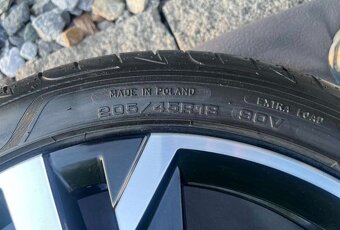 MADE IN POLAND
205/45R18 90V
EXTRA LOAD